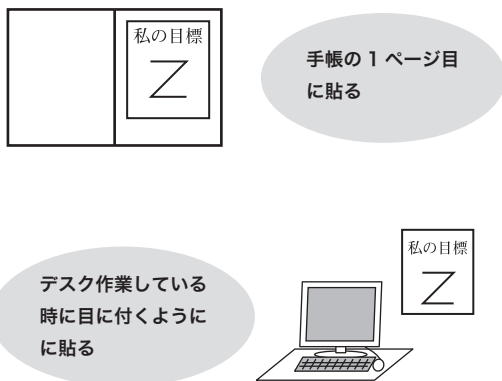 私の目標
Z
手帳の 1 ページ目
に貼る
デスク作業している
時に目に付くように
に貼る
私の目標
Z